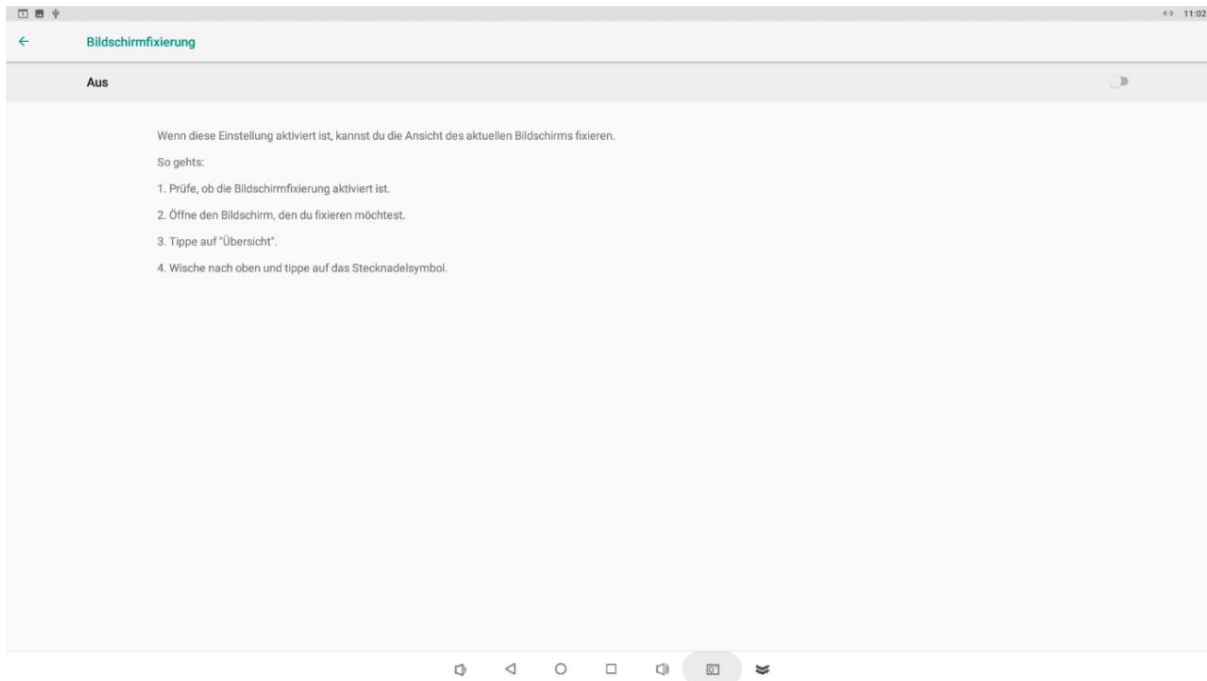 11:02
Bildschirmfixierung
Aus
Wenn diese Einstellung aktiviert ist, kannst du die Ansicht des aktuellen Bildschirms fixieren.
So gehts:
1. Prüfe, ob die Bildschirmfixierung aktiviert ist.
2. Öffne den Bildschirm, den du fixieren möchtest.
3. Tippe auf "Übersicht".
4. Wische nach oben und tippe auf das Stecknadelsymbol.